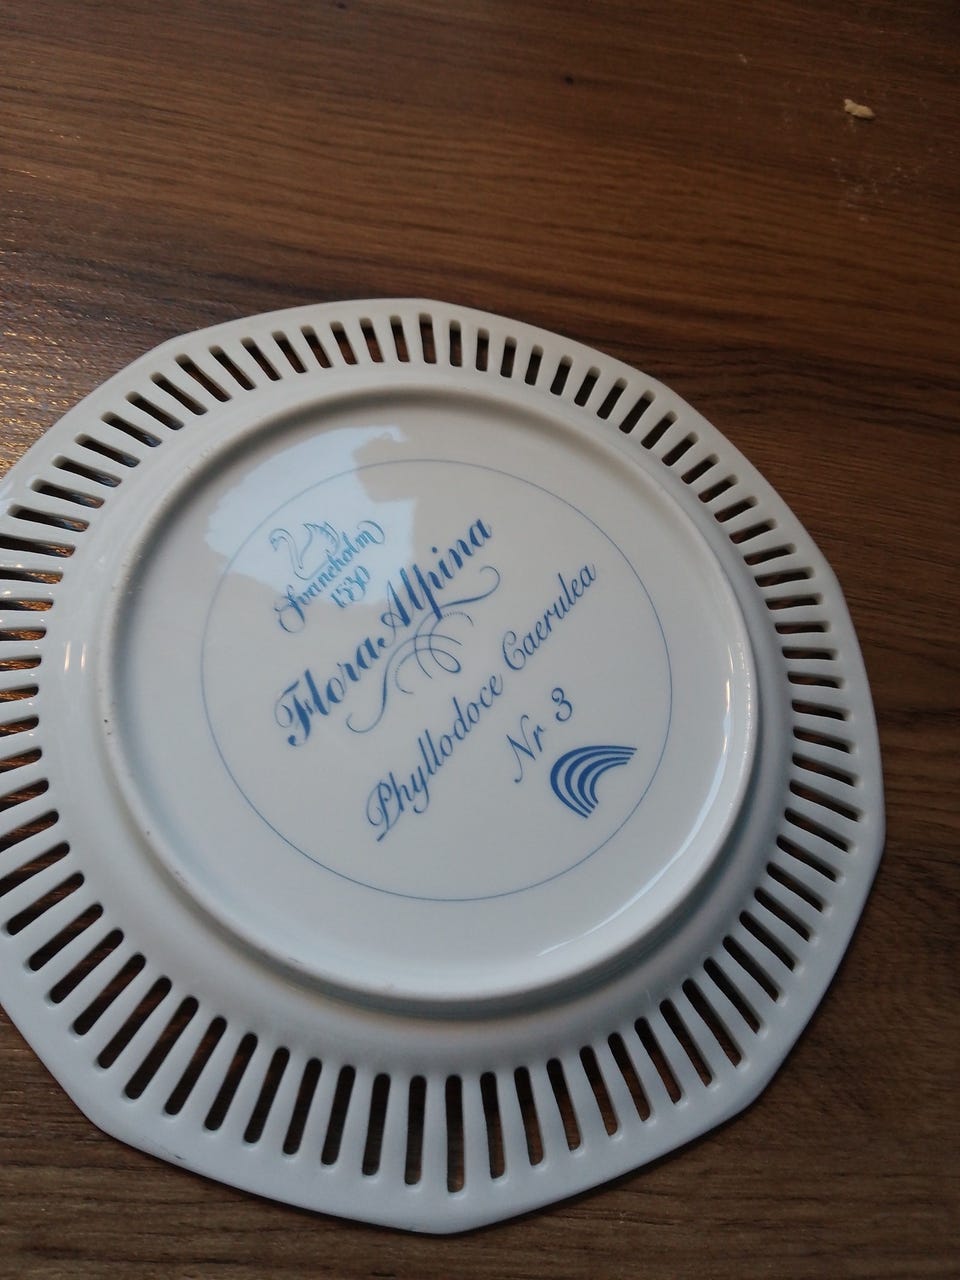 Svaneholm
1530
Flora Alpina
Phyllodoce Caerulea
Nr 3